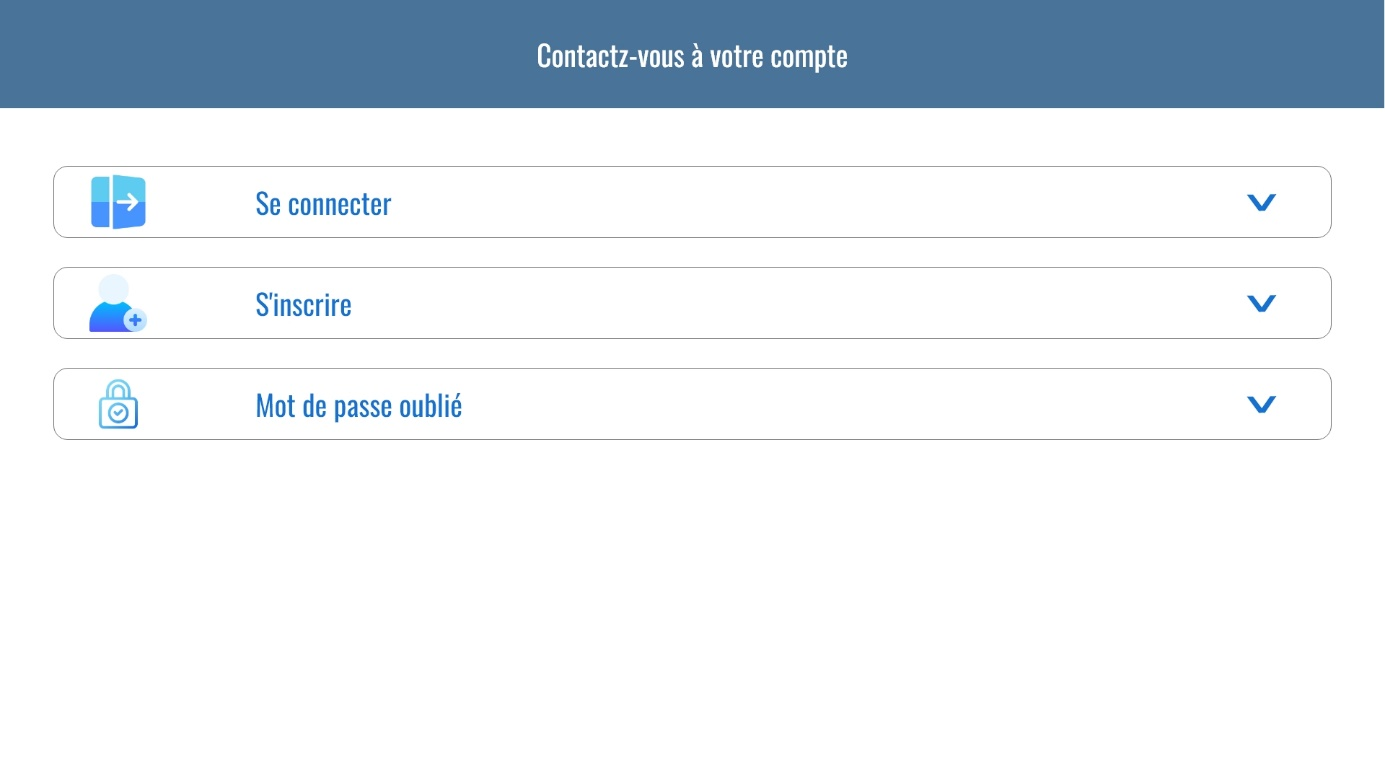 Contactz-vous à votre compte
Se connecter
S'inscrire
Mot de passe oublié